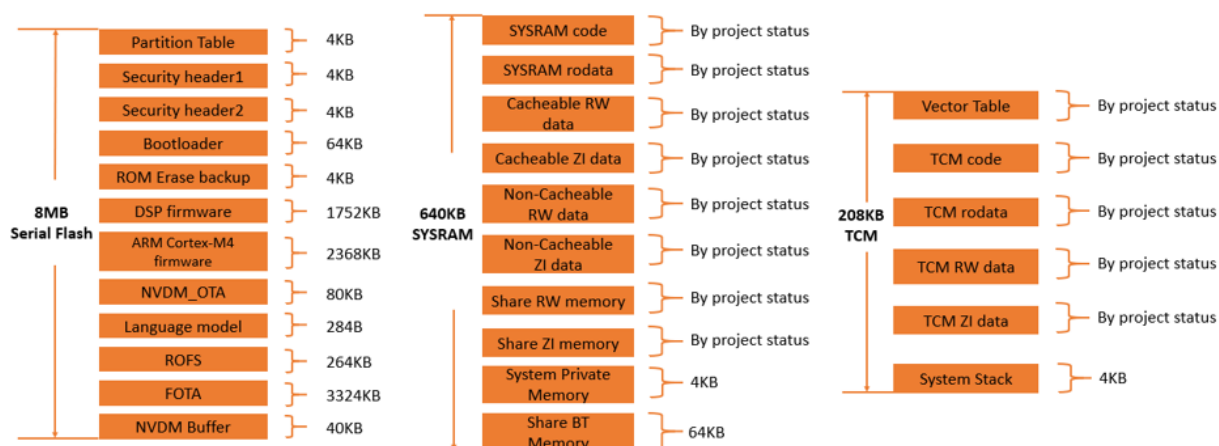 8MB
Serial Flash
Partition Table
4KB
Security header1
4KB
Security header2
4KB
Bootloader
64KB
ROM Erase backup
4KB
DSP firmware
1752KB
ARM Cortex-M4
firmware
2368KB
NVDM_OTA
80KB
Language model
284B
ROFS
264KB
FOTA
3324KB
NVDM Buffer
40KB
640KB
SYSRAM
SYSRAM code
By project status
SYSRAM rodata
By project status
Cacheable RW
data
By project status
Cacheable ZI data
By project status
Non-Cacheable
RW data
By project status
Non-Cacheable
ZI data
By project status
Share RW memory
By project status
Share ZI memory
By project status
System Private
Memory
4KB
Share BT
Memory
64KB
208KB
TCM
Vector Table
By project status
TCM code
By project status
TCM rodata
By project status
TCM RW data
By project status
TCM ZI data
By project status
System Stack
4KB